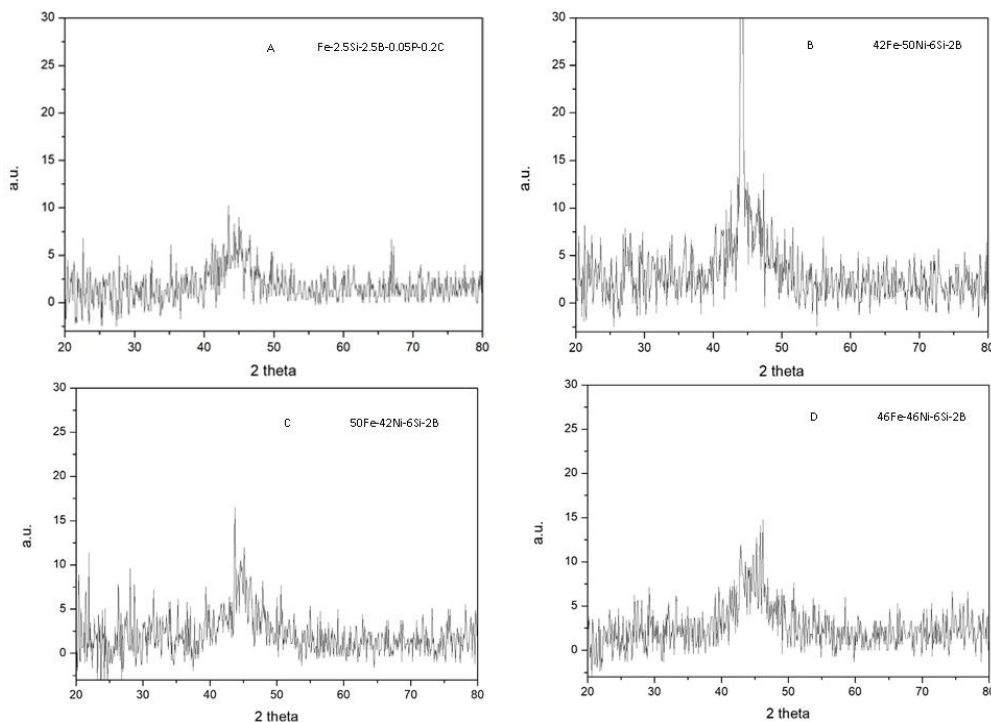 30
25
20
15
10
5
0
a.u.
A Fe-2.5Si-2.5B-0.05P-0.2C
20 30 40 50 60 70 80
2 theta
30
25
20
15
10
5
0
a.u.
B 42Fe-50Ni-6Si-2B
20 30 40 50 60 70 80
2 theta
30
25
20
15
10
5
0
a.u.
C 50Fe-42Ni-6Si-2B
20 30 40 50 60 70 80
2 theta
30
25
20
15
10
5
0
a.u.
D 46Fe-46Ni-6Si-2B
20 30 40 50 60 70 80
2 theta